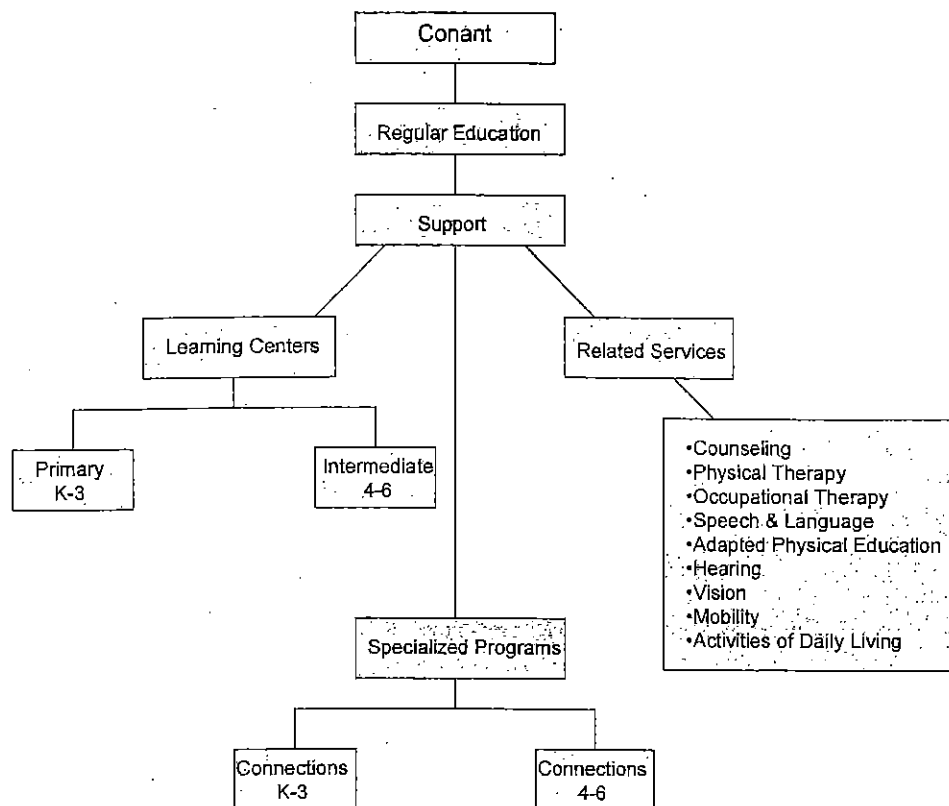 Conant
Regular Education
Support
Learning Centers
Related Services
Primary
K-3
Intermediate
4-6
•Counseling
•Physical Therapy
•Occupational Therapy
•Speech & Language
•Adapted Physical Education
•Hearing
•Vision
•Mobility
•Activities of Daily Living
Specialized Programs
Connections
K-3
Connections
4-6